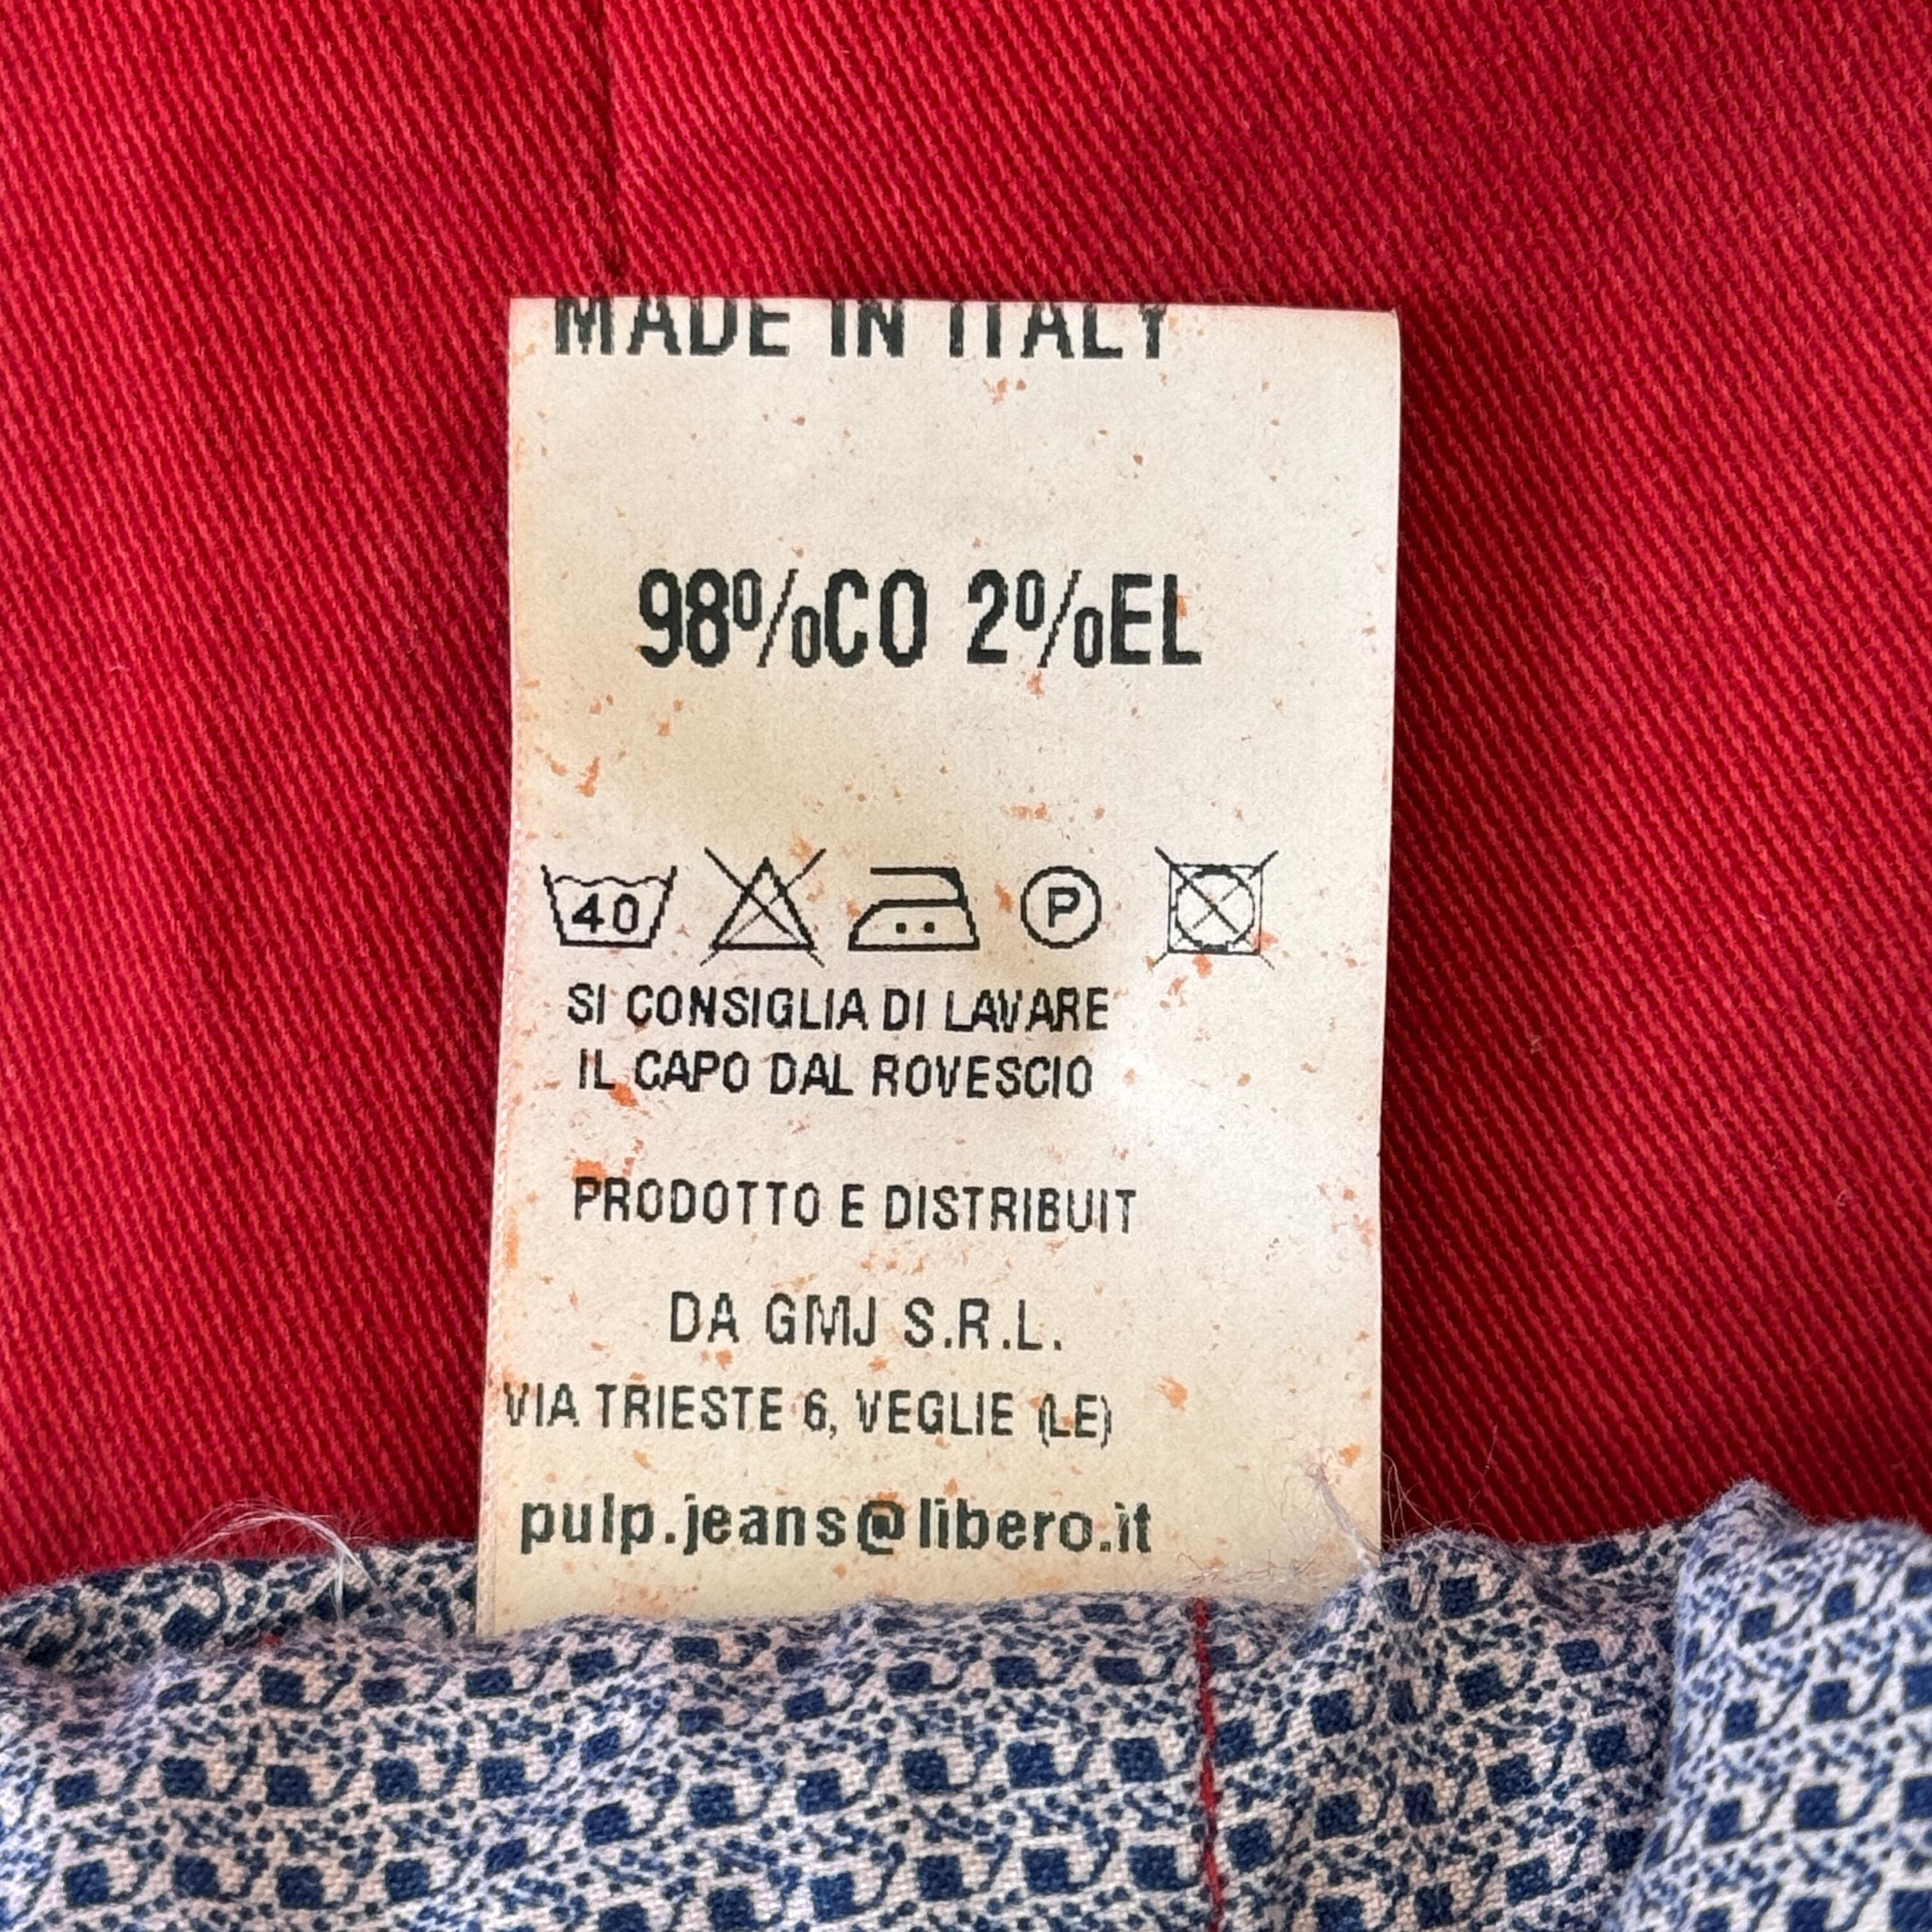 MADE IN ITALY
98%CO 2%EL
40 P
SI CONSIGLIA DI LAVARE
IL CAPO DAL ROVESCIO
PRODOTTO E DISTRIBUIT
DA GMJ S.R.L.
VIA TRIESTE 6, VEGLIE (LE)
pulp.jeans@libero.it